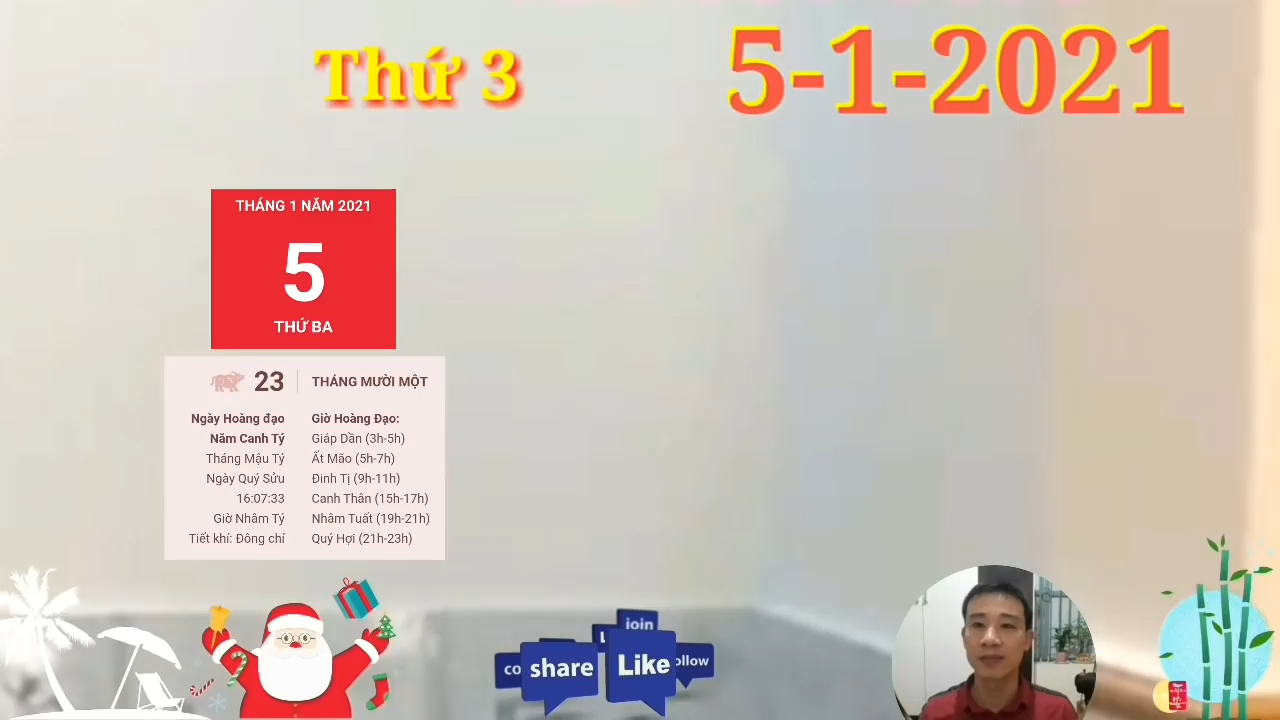 Thứ 3
5-1-2021
THÁNG 1 NĂM 2021
5
THỨ BA
23
THÁNG MƯỜI MỘT
Ngày Hoàng đạo
Năm Canh Tý
Tháng Mậu Tý
Ngày Quý Sửu
16:07:33
Giờ Nhâm Tý
Tiết khí: Đông chí
Giờ Hoàng Đạo:
Giáp Dần (3h-5h)
Ất Mão (5h-7h)
Đinh Tị (9h-11h)
Canh Thân (15h-17h)
Nhâm Tuất (19h-21h)
Quý Hợi (21h-23h)
join
share
Like
ollow
co